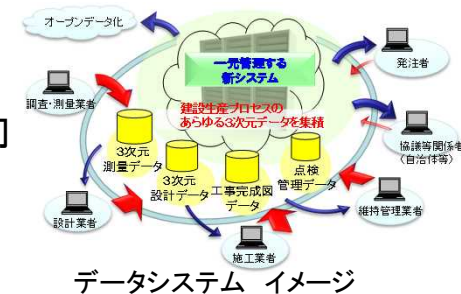 オープンデータ化
一元管理する
新システム
発注者
調査・測量業者
建設生産プロセスの
あらゆる3次元データを集積
協議等関係者
（自治体等）
3次元
測量データ
3次元
設計データ
工事完成図
データ
点検
管理データ
設計業者
維持管理業者
施工業者
データシステム イメージ